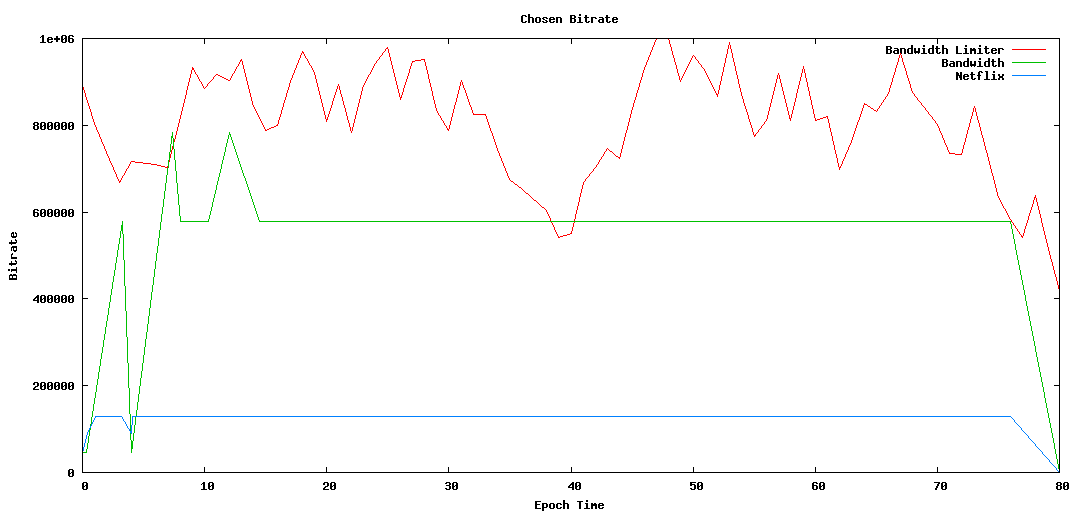 Chosen Bitrate
1e+06
800000
600000
400000
200000
0
Bitrate
Bandwidth Limiter
Bandwidth
Netflix
0 10 20 30 40 50 60 70 80
Epoch Time